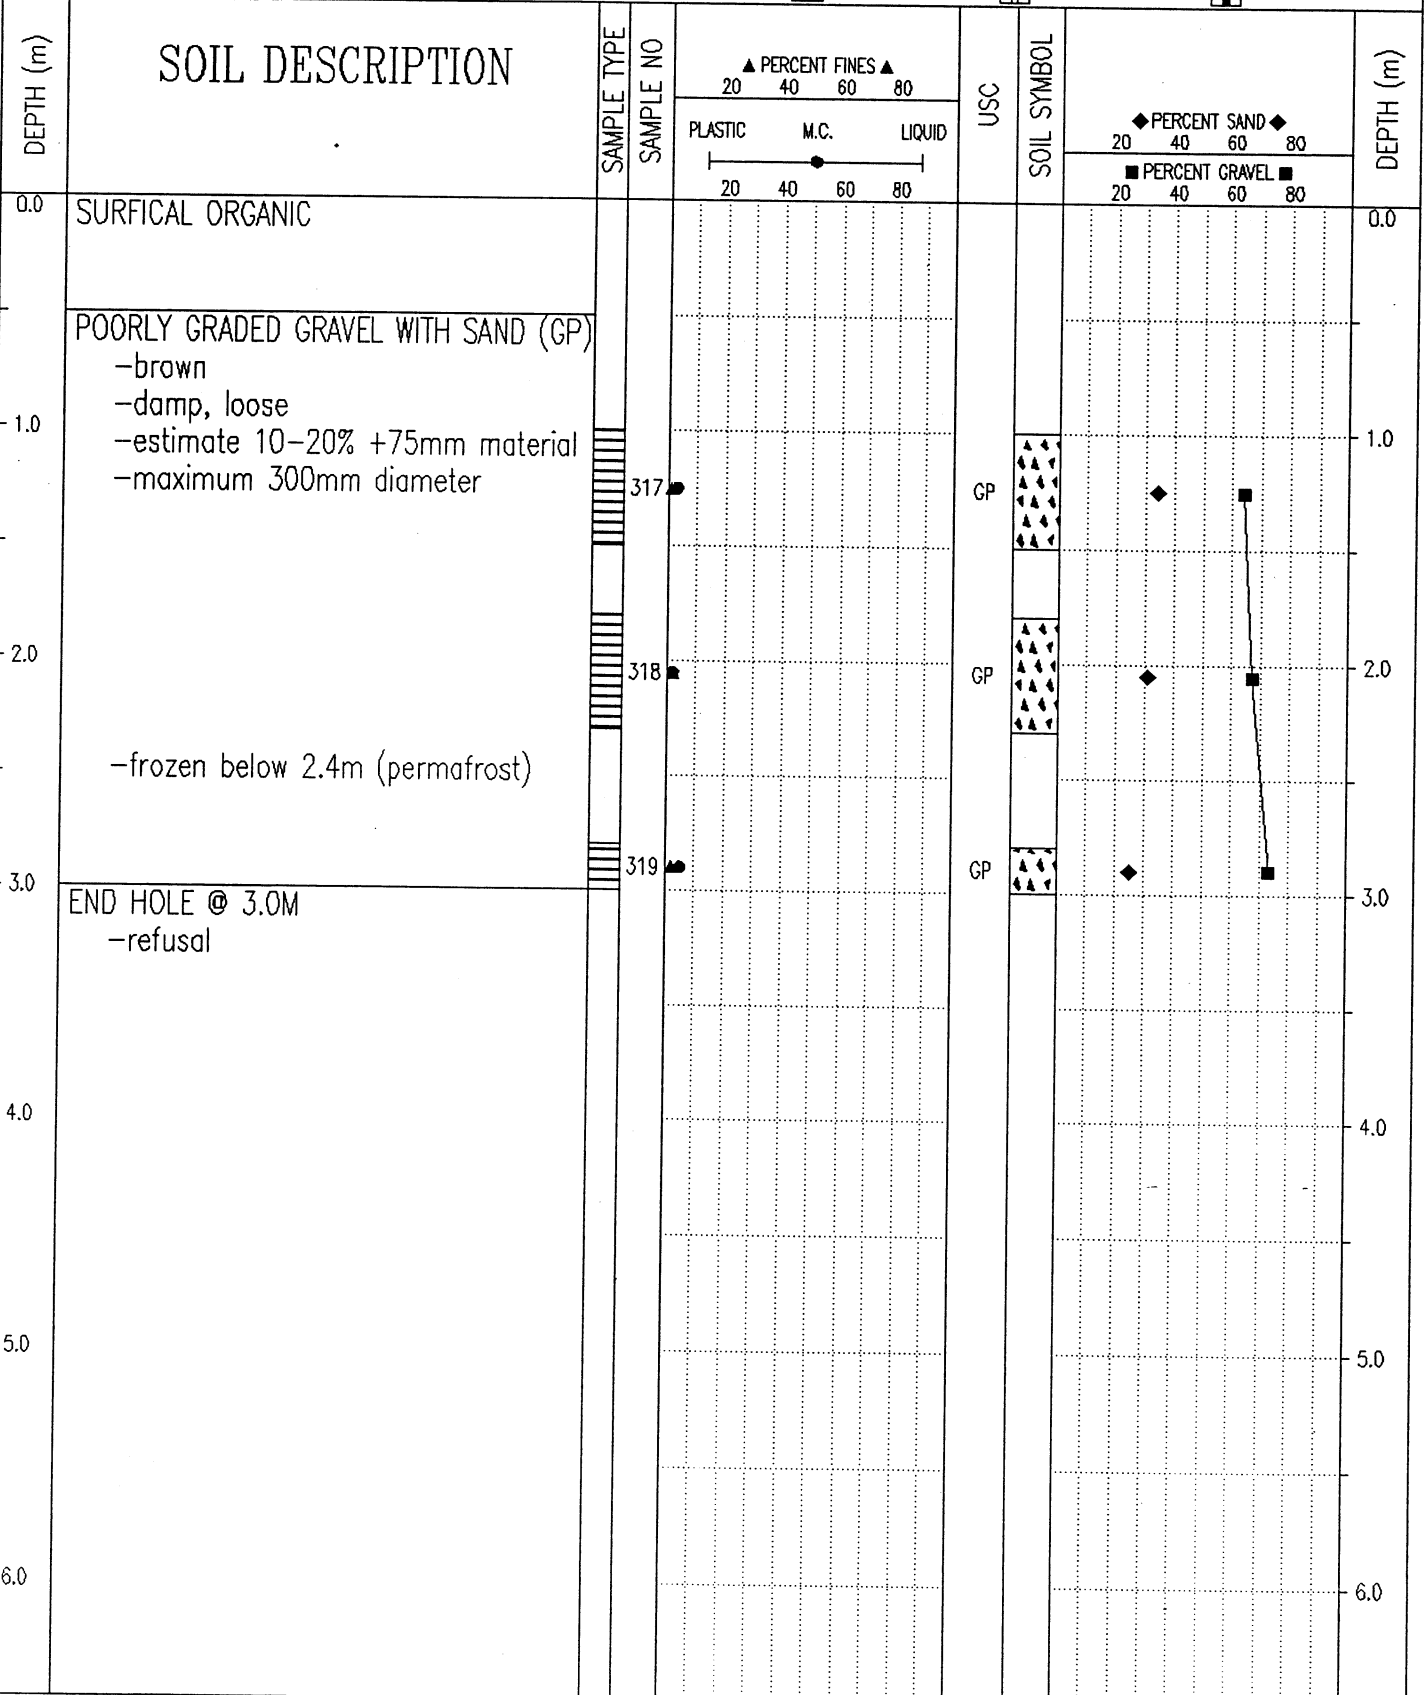 DEPTH (m)
SOIL DESCRIPTION
SAMPLE TYPE
SAMPLE NO
▲ PERCENT FINES ▲
20 40 60 80
PLASTIC M.C. LIQUID
20 40 60 80
USC
SOIL SYMBOL
◆ PERCENT SAND ◆
20 40 60 80
■ PERCENT GRAVEL ■
20 40 60 80
DEPTH (m)
0.0 SURFICAL ORGANIC 0.0
POORLY GRADED GRAVEL WITH SAND (GP)
-brown
-damp, loose
1.0 1.0
-estimate 10-20% +75mm material
-maximum 300mm diameter
317 GP
2.0 2.0
318 GP
-frozen below 2.4m (permafrost)
319 GP
3.0 3.0
END HOLE @ 3.0M
-refusal
4.0 4.0
5.0 5.0
6.0 6.0